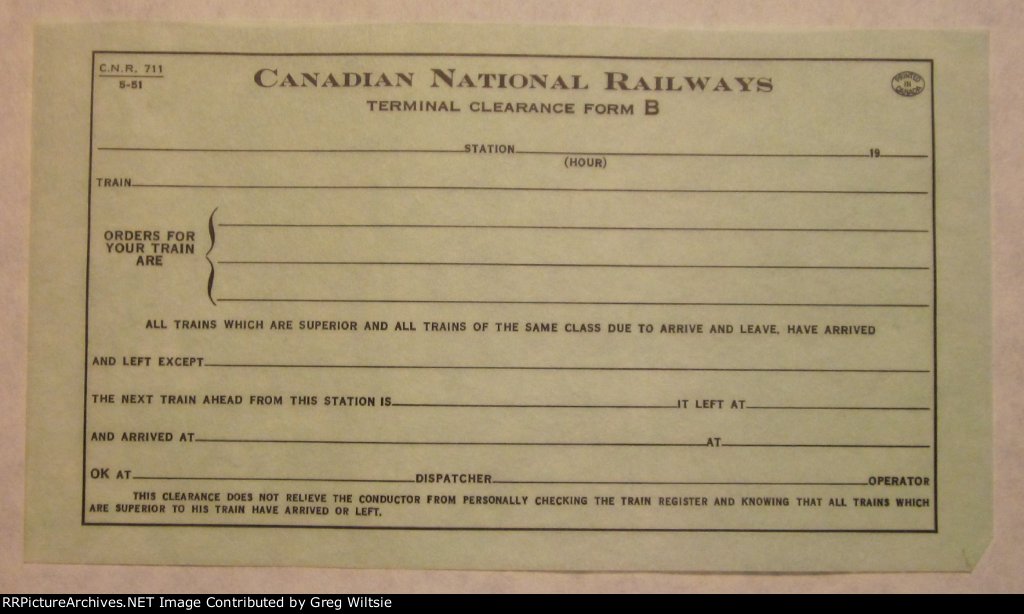 C.N.R. 711
5-51
CANADIAN NATIONAL RAILWAYS
PRINTED IN CANADA
TERMINAL CLEARANCE FORM B
STATION 19
(HOUR)
TRAIN
ORDERS FOR
YOUR TRAIN
ARE
ALL TRAINS WHICH ARE SUPERIOR AND ALL TRAINS OF THE SAME CLASS DUE TO ARRIVE AND LEAVE, HAVE ARRIVED
AND LEFT EXCEPT
THE NEXT TRAIN AHEAD FROM THIS STATION IS IT LEFT AT
AND ARRIVED AT AT
OK AT DISPATCHER OPERATOR
THIS CLEARANCE DOES NOT RELIEVE THE CONDUCTOR FROM PERSONALLY CHECKING THE TRAIN REGISTER AND KNOWING THAT ALL TRAINS WHICH
ARE SUPERIOR TO HIS TRAIN HAVE ARRIVED OR LEFT.
RRPictureArchives.NET Image Contributed by Greg Wiltsie